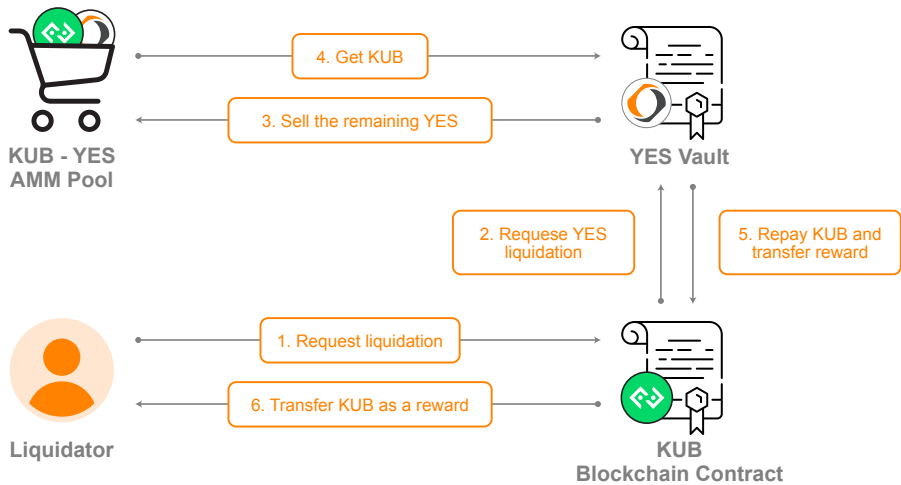 4. Get KUB
3. Sell the remaining YES
KUB - YES
AMM Pool
YES Vault
2. Requese YES
liquidation
5. Repay KUB and
transfer reward
1. Request liquidation
6. Transfer KUB as a reward
Liquidator
KUB
Blockchain Contract